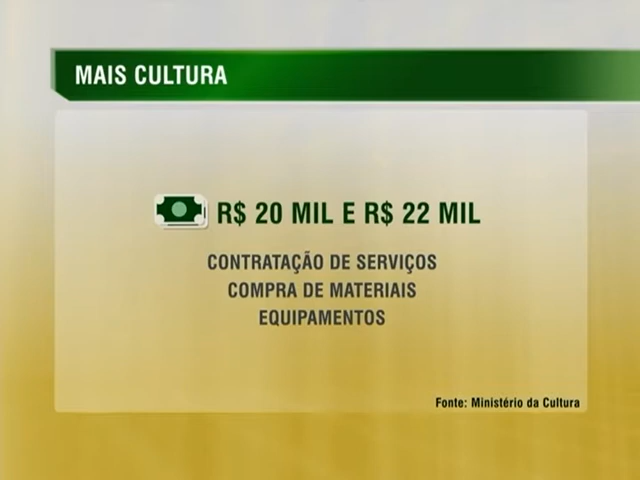 MAIS CULTURA
R$ 20 MIL E R$ 22 MIL
CONTRATAÇÃO DE SERVIÇOS
COMPRA DE MATERIAIS
EQUIPAMENTOS
Fonte: Ministério da Cultura